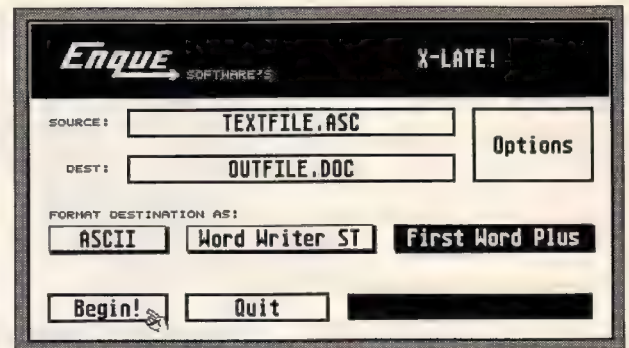 Enque SOFTWARE'S X-LATE!
SOURCE: TEXTFILE.ASC
Options
DEST: OUTFILE.DOC
FORMAT DESTINATION AS:
ASCII Word Writer ST First Word Plus
Begin! Quit